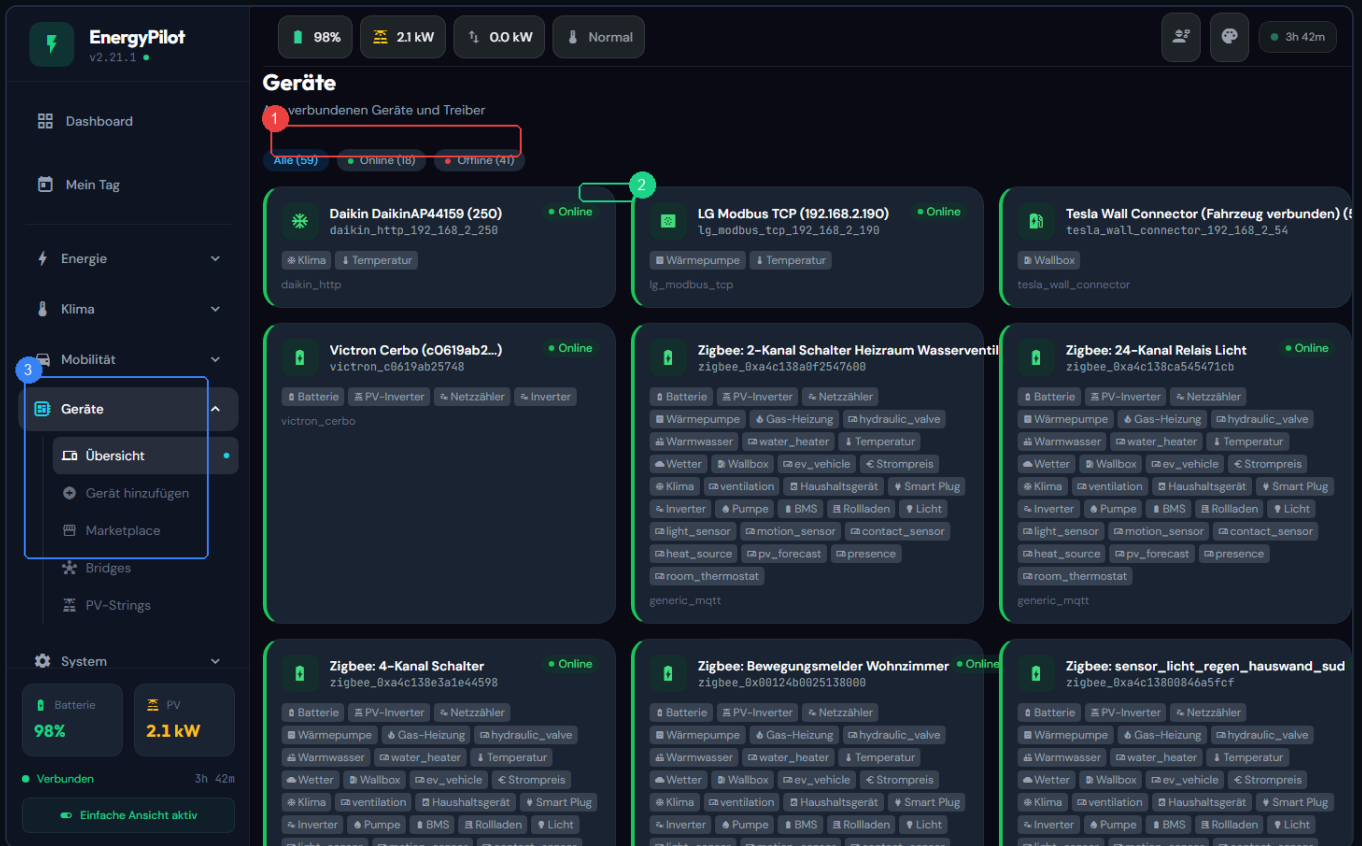 EnergyPilot
v2.21.1
98%
2.1 kW
0.0 kW
Normal
3h 42m
Dashboard
Mein Tag
Energie
Klima
Mobilität
3
Geräte
Übersicht
Gerät hinzufügen
Marketplace
Bridges
PV-Strings
System
Batterie
98%
PV
2.1 kW
Verbunden 3h 42m
Einfache Ansicht aktiv
Geräte
verbundenen Geräte und Treiber
1
Alle (59) Online (18) Offline (41)
2
Daikin DaikinAP44159 (250) Online
daikin_http_192_168_2_250
Klima Temperatur
daikin_http
LG Modbus TCP (192.168.2.190) Online
lg_modbus_tcp_192_168_2_190
Wärmepumpe Temperatur
lg_modbus_tcp
Tesla Wall Connector (Fahrzeug verbunden)
tesla_wall_connector_192_168_2_54
Wallbox
tesla_wall_connector
Victron Cerbo (c0619ab2...) Online
victron_c0619ab25748
Batterie PV-Inverter Netzzähler Inverter
victron_cerbo
Zigbee: 2-Kanal Schalter Heizraum Wasserventil
zigbee_0xa4c138a0f2547600
Batterie PV-Inverter Netzzähler
Wärmepumpe Gas-Heizung hydraulic_valve
Warmwasser water_heater Temperatur
Wetter Wallbox ev_vehicle Strompreis
Klima ventilation Haushaltsgerät Smart Plug
Inverter Pumpe BMS Rollladen Licht
light_sensor motion_sensor contact_sensor
heat_source pv_forecast presence
room_thermostat
generic_mqtt
Zigbee: 24-Kanal Relais Licht Online
zigbee_0xa4c138ca545471cb
Batterie PV-Inverter Netzzähler
Wärmepumpe Gas-Heizung hydraulic_valve
Warmwasser water_heater Temperatur
Wetter Wallbox ev_vehicle Strompreis
Klima ventilation Haushaltsgerät Smart Plug
Inverter Pumpe BMS Rollladen Licht
light_sensor motion_sensor contact_sensor
heat_source pv_forecast presence
room_thermostat
generic_mqtt
Zigbee: 4-Kanal Schalter Online
zigbee_0xa4c138e3a1e44598
Batterie PV-Inverter Netzzähler
Wärmepumpe Gas-Heizung hydraulic_valve
Warmwasser water_heater Temperatur
Wetter Wallbox ev_vehicle Strompreis
Klima ventilation Haushaltsgerät Smart Plug
Inverter Pumpe BMS Rollladen Licht
Zigbee: Bewegungsmelder Wohnzimmer Online
zigbee_0x00124b0025138000
Batterie PV-Inverter Netzzähler
Wärmepumpe Gas-Heizung hydraulic_valve
Warmwasser water_heater Temperatur
Wetter Wallbox ev_vehicle Strompreis
Klima ventilation Haushaltsgerät Smart Plug
Inverter Pumpe BMS Rollladen Licht
Zigbee: sensor_licht_regen_hauswand_sud
zigbee_0xa4c13800846a5fcf
Batterie PV-Inverter Netzzähler
Wärmepumpe Gas-Heizung hydraulic_valve
Warmwasser water_heater Temperatur
Wetter Wallbox ev_vehicle Strompreis
Klima ventilation Haushaltsgerät Smart Plug
Inverter Pumpe BMS Rollladen Licht